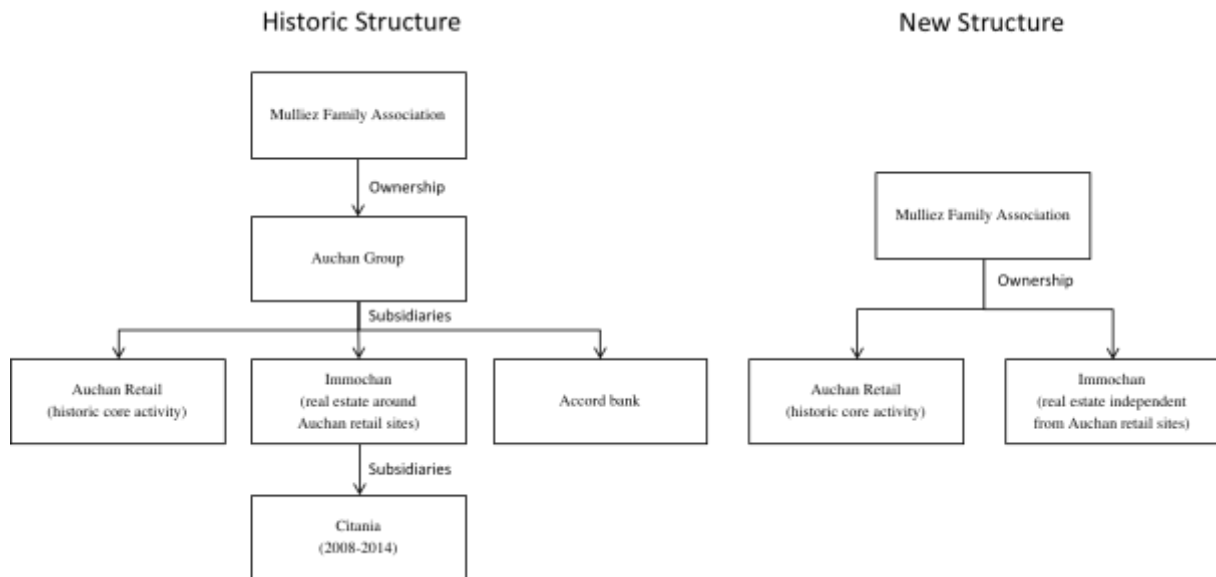 Historic Structure
Mulliez Family Association
Ownership
Auchan Group
Subsidiaries
Auchan Retail
(historic core activity)
Immochan
(real estate around
Auchan retail sites)
Accord bank
Subsidiaries
Citania
(2008-2014)
New Structure
Mulliez Family Association
Ownership
Auchan Retail
(historic core activity)
Immochan
(real estate independent
from Auchan retail sites)